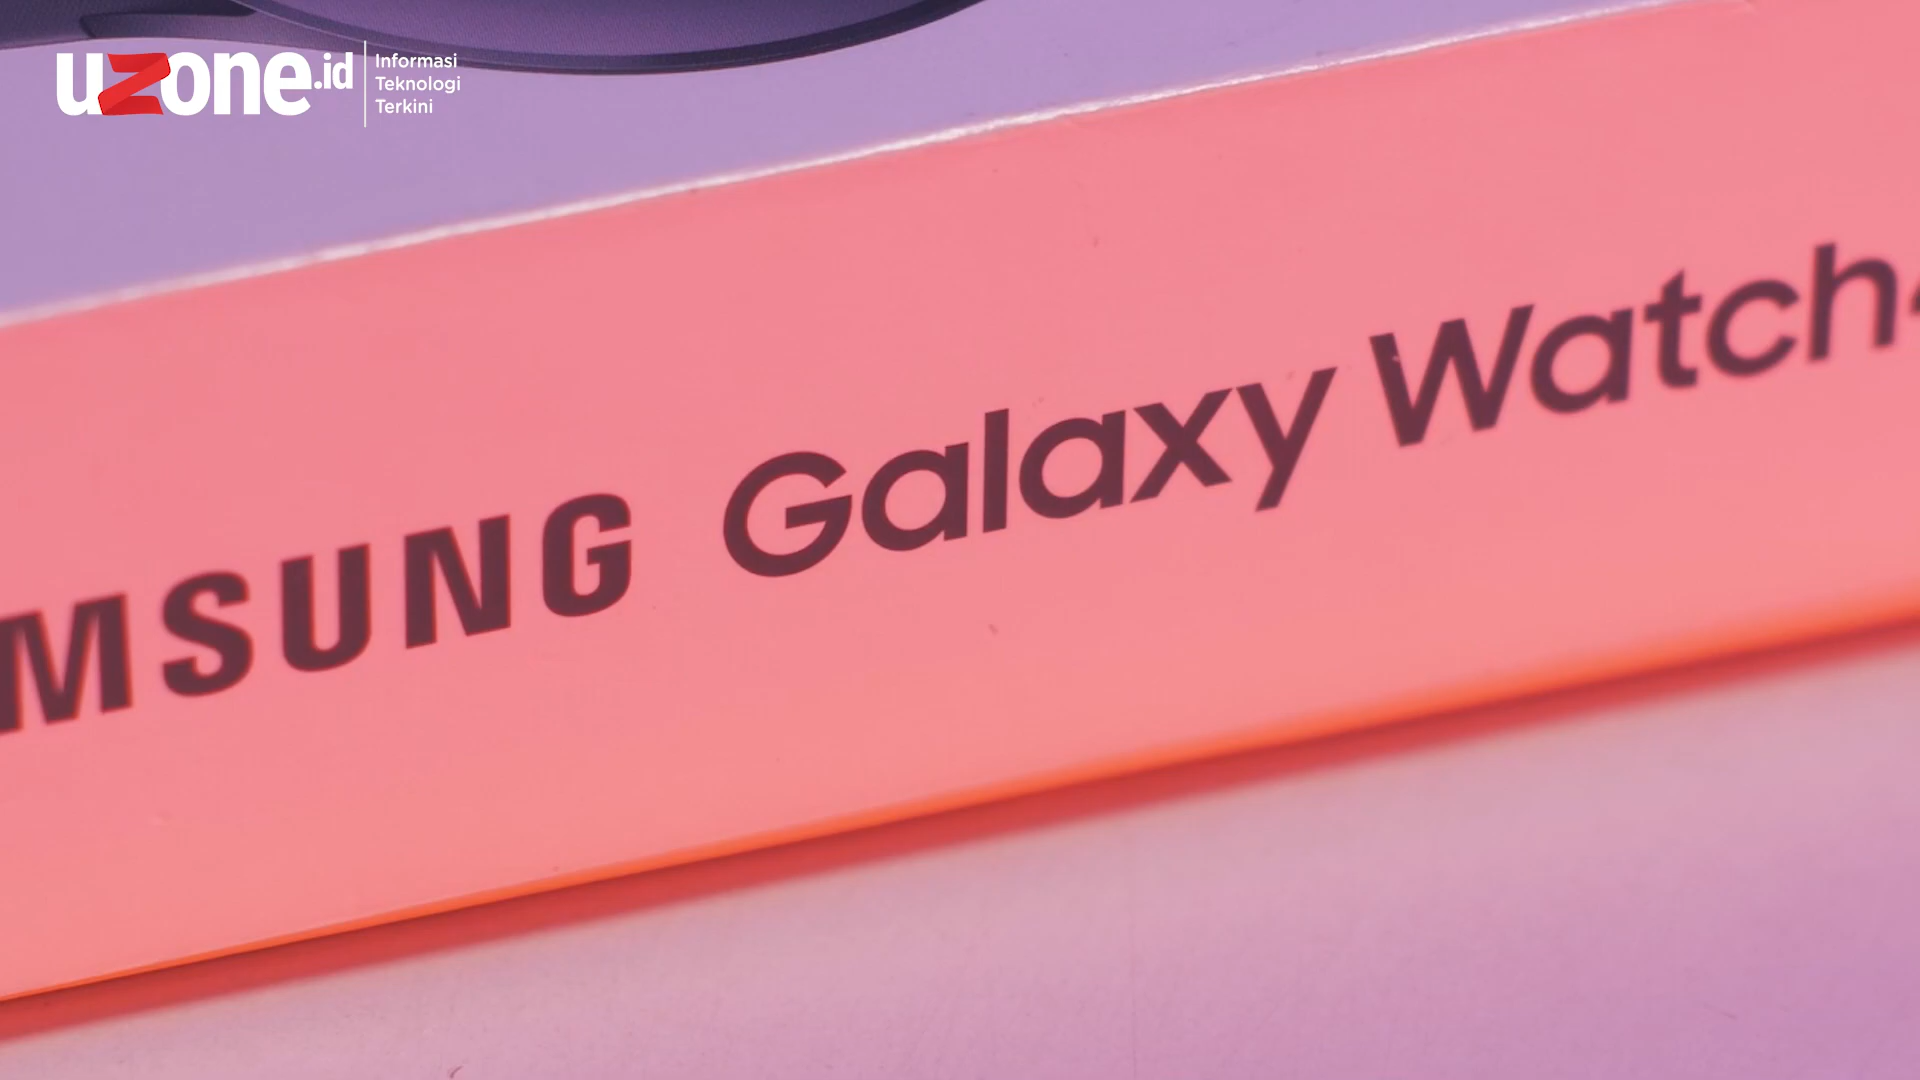 uzone.id
Informasi
Teknologi
Terkini
MSUNG Galaxy Watch